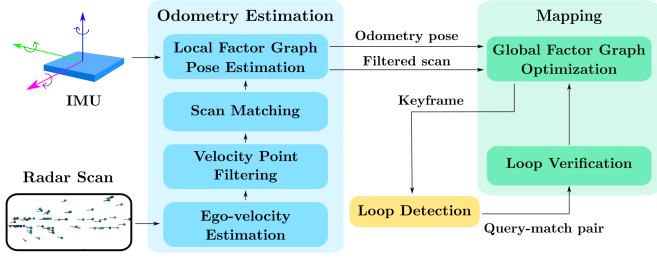 Odometry Estimation
Mapping
Local Factor Graph
Pose Estimation
Odometry pose
Filtered scan
Global Factor Graph
Optimization
IMU
Keyframe
Scan Matching
Velocity Point
Filtering
Loop Verification
Radar Scan
Ego-velocity
Estimation
Loop Detection
Query-match pair